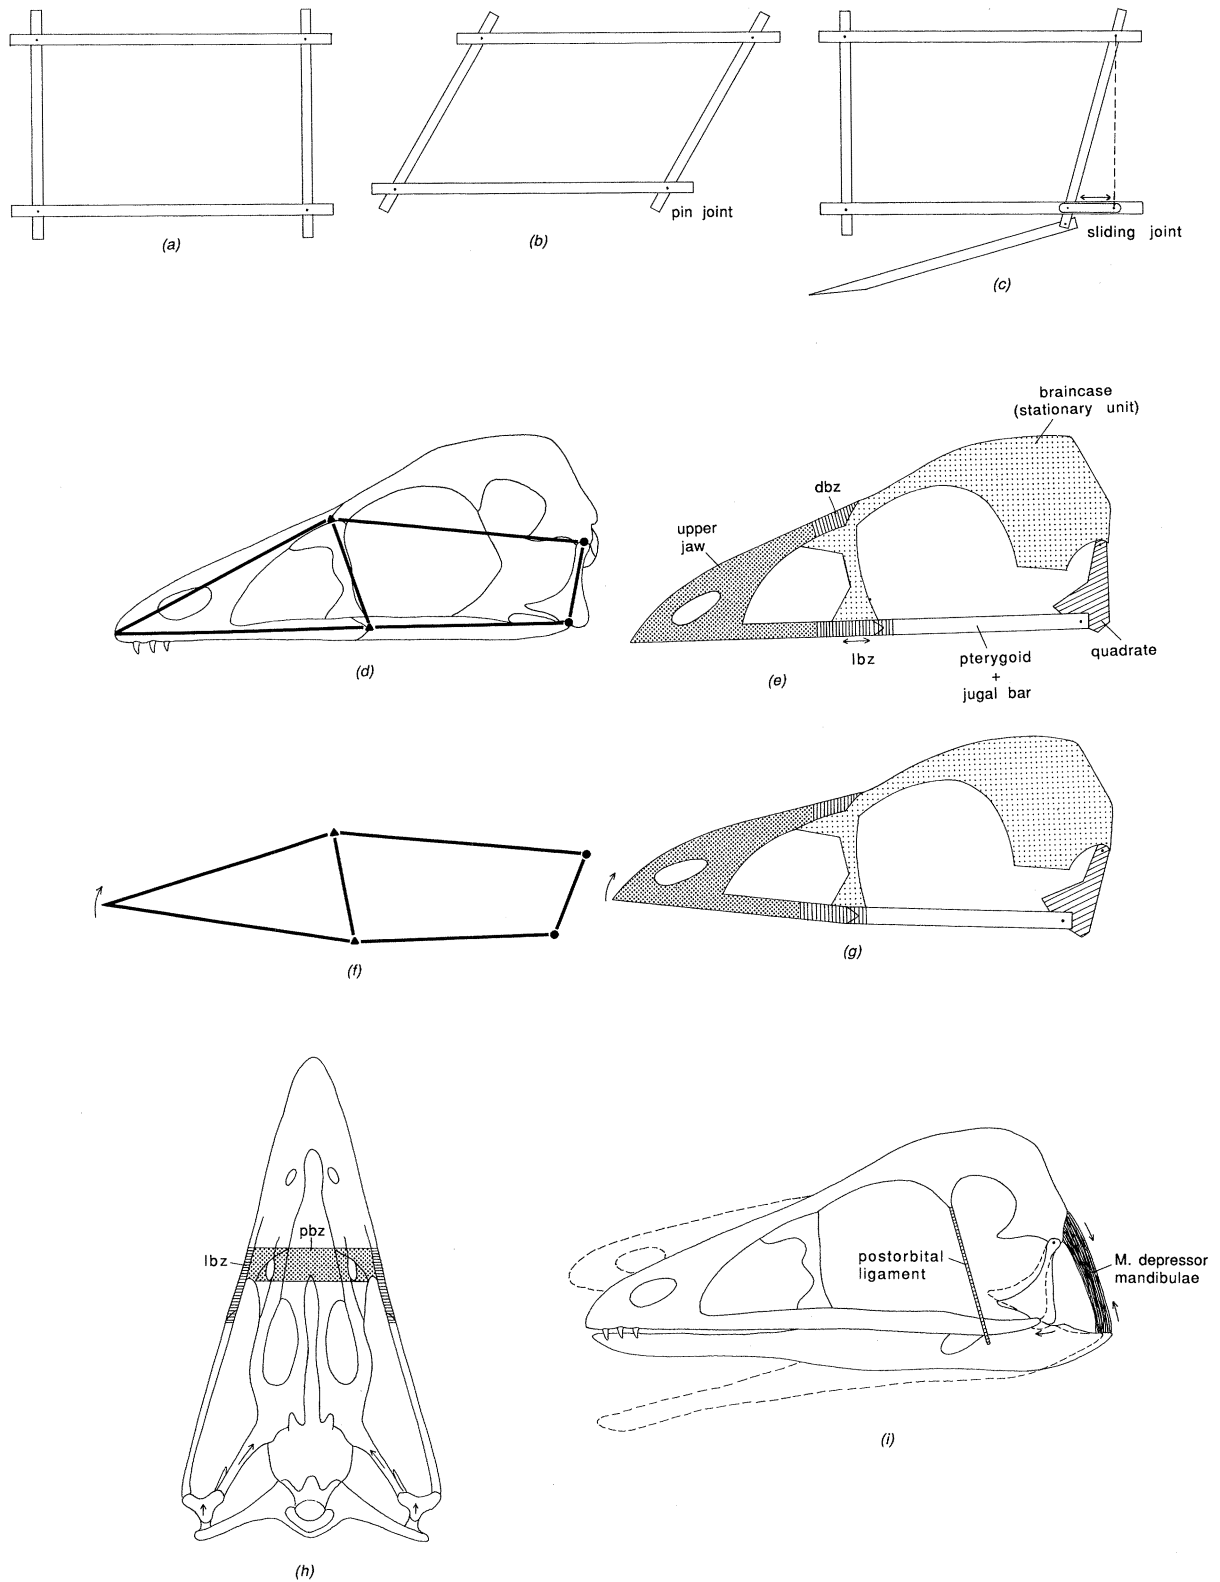 (a)
pin joint
(b)
sliding joint
(c)
braincase
(stationary unit)
dbz
upper
jaw
lbz
pterygoid
+
jugal bar
quadrate
(d)
(e)
(f)
(g)
pbz
lbz
postorbital
ligament
M. depressor
mandibulae
(h)
(i)